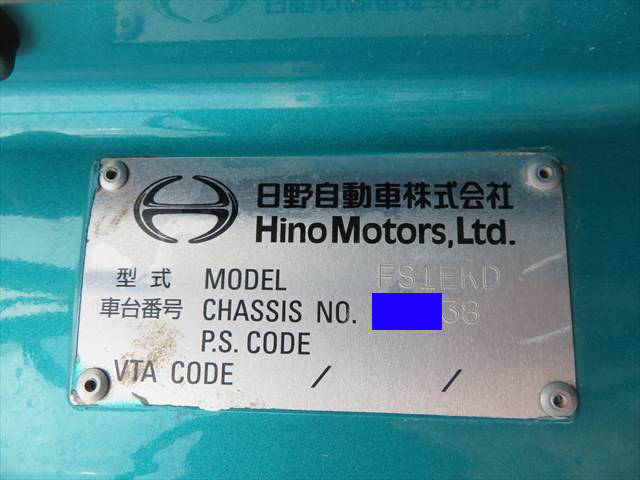 日野自動車株式会社
Hino Motors, Ltd.
型式 MODEL FS1EKD
車台番号 CHASSIS NO. 38
P.S. CODE
VTA CODE / /